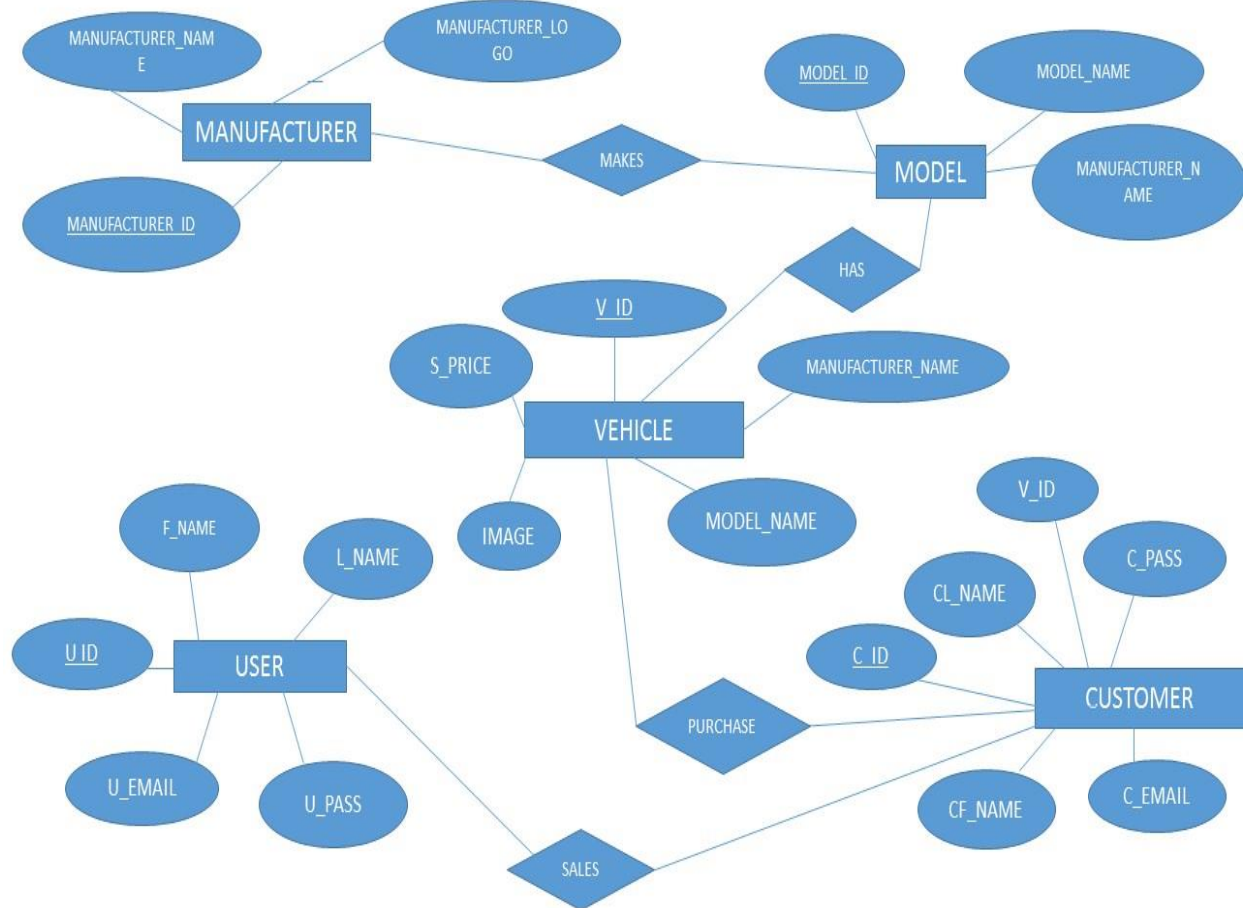 MANUFACTURER_NAM
E
MANUFACTURER_LO
GO
MODEL_ID
MODEL_NAME
MANUFACTURER
MAKES
MODEL
MANUFACTURER_N
AME
MANUFACTURER_ID
HAS
V_ID
S_PRICE
MANUFACTURER_NAME
VEHICLE
V_ID
F_NAME
IMAGE
MODEL_NAME
L_NAME
C_PASS
CL_NAME
U ID
USER
C_ID
CUSTOMER
PURCHASE
U_EMAIL
U_PASS
CF_NAME
C_EMAIL
SALES